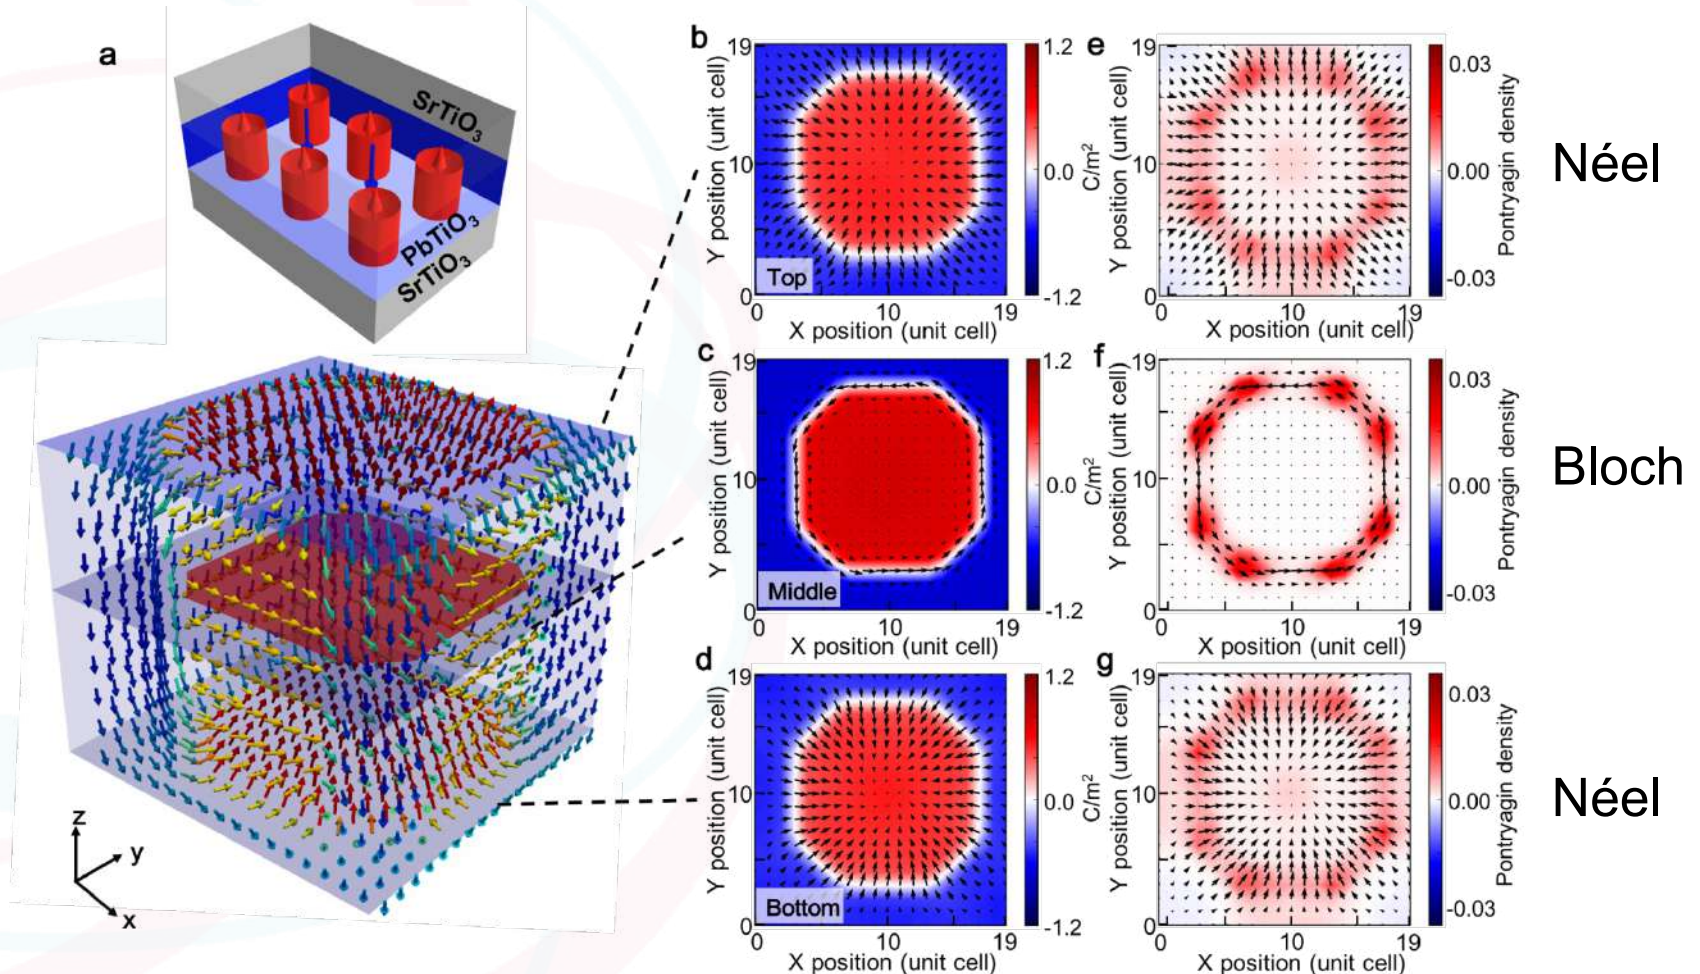 a
SrTiO3
PbTiO3
SrTiO3
z
y
x
b
19
10
0
Y position (unit cell)
Top
0
10
19
X position (unit cell)
1.2
0.0
-1.2
C/m2
e
19
10
0
Y position (unit cell)
0
10
19
X position (unit cell)
0.03
0.00
-0.03
Pontryagin density
Néel
c
19
10
0
Y position (unit cell)
Middle
0
10
19
X position (unit cell)
1.2
0.0
-1.2
C/m2
f
19
10
0
Y position (unit cell)
0
10
19
X position (unit cell)
0.03
0.00
-0.03
Pontryagin density
Bloch
d
19
10
0
Y position (unit cell)
Bottom
0
10
19
X position (unit cell)
1.2
0.0
-1.2
C/m2
g
19
10
0
Y position (unit cell)
0
10
19
X position (unit cell)
0.03
0.00
-0.03
Pontryagin density
Néel